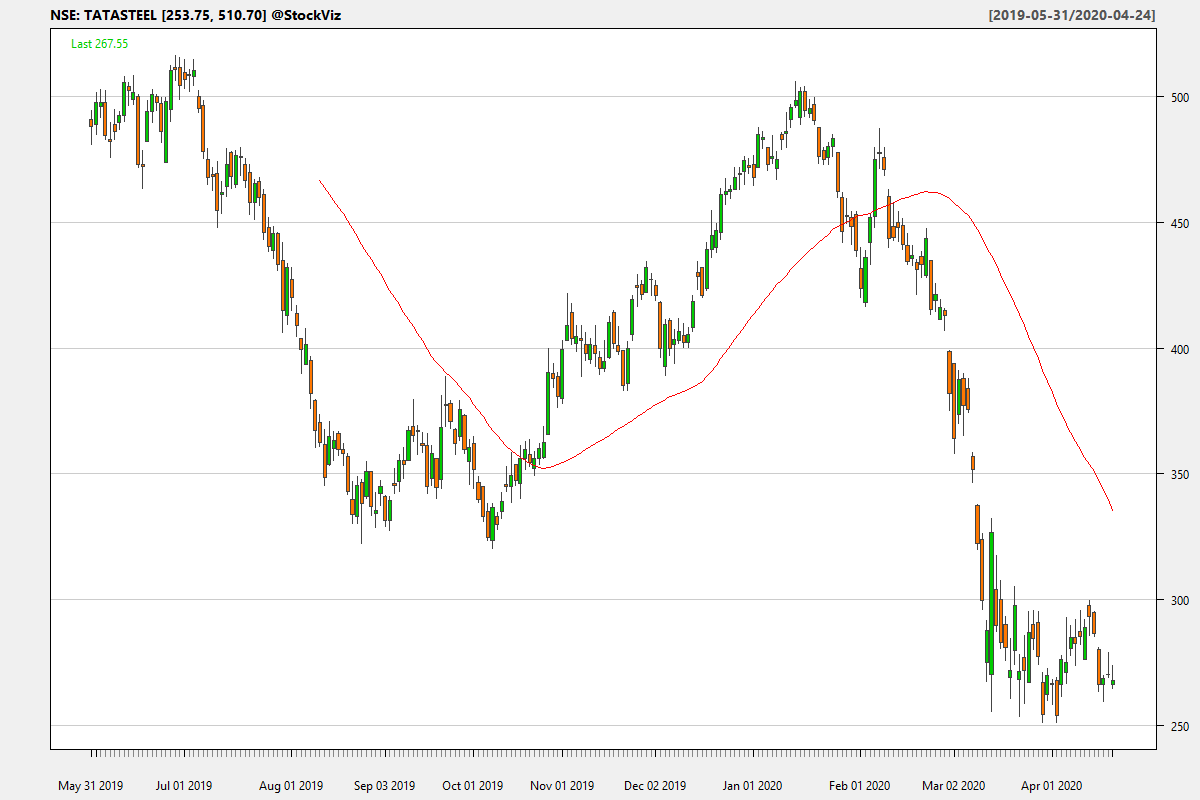 NSE: TATASTEEL [253.75, 510.70] @StockViz
[2019-05-31/2020-04-24]
Last 267.55
500
450
400
350
300
250
May 31 2019 Jul 01 2019 Aug 01 2019 Sep 03 2019 Oct 01 2019 Nov 01 2019 Dec 02 2019 Jan 01 2020 Feb 01 2020 Mar 02 2020 Apr 01 2020